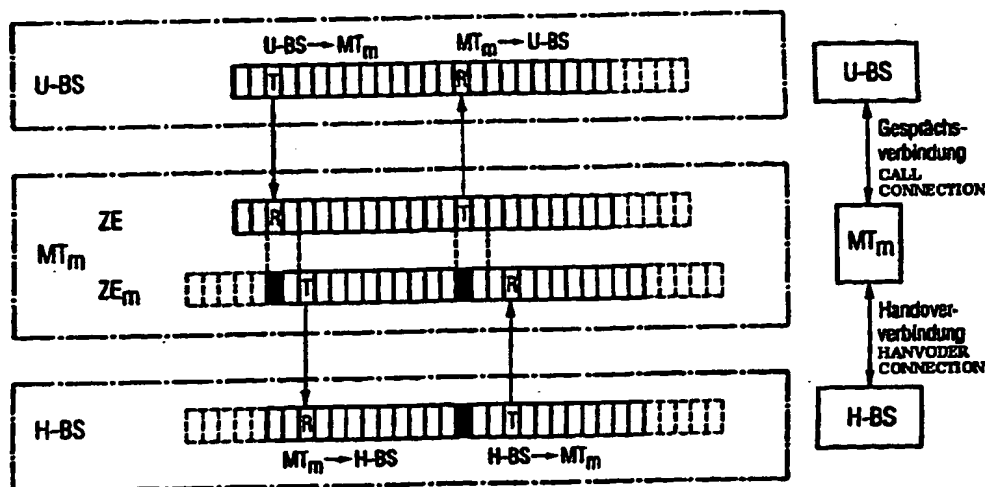 U-BS→MTm MTm→U-BS
U-BS
T R
ZE
R T
MTm
ZEm
T R
H-BS
R T
MTm→H-BS H-BS→MTm
U-BS
Gesprächs-
verbindung
CALL
CONNECTION
MTm
Handover-
verbindung
HANVODER
CONNECTION
H-BS